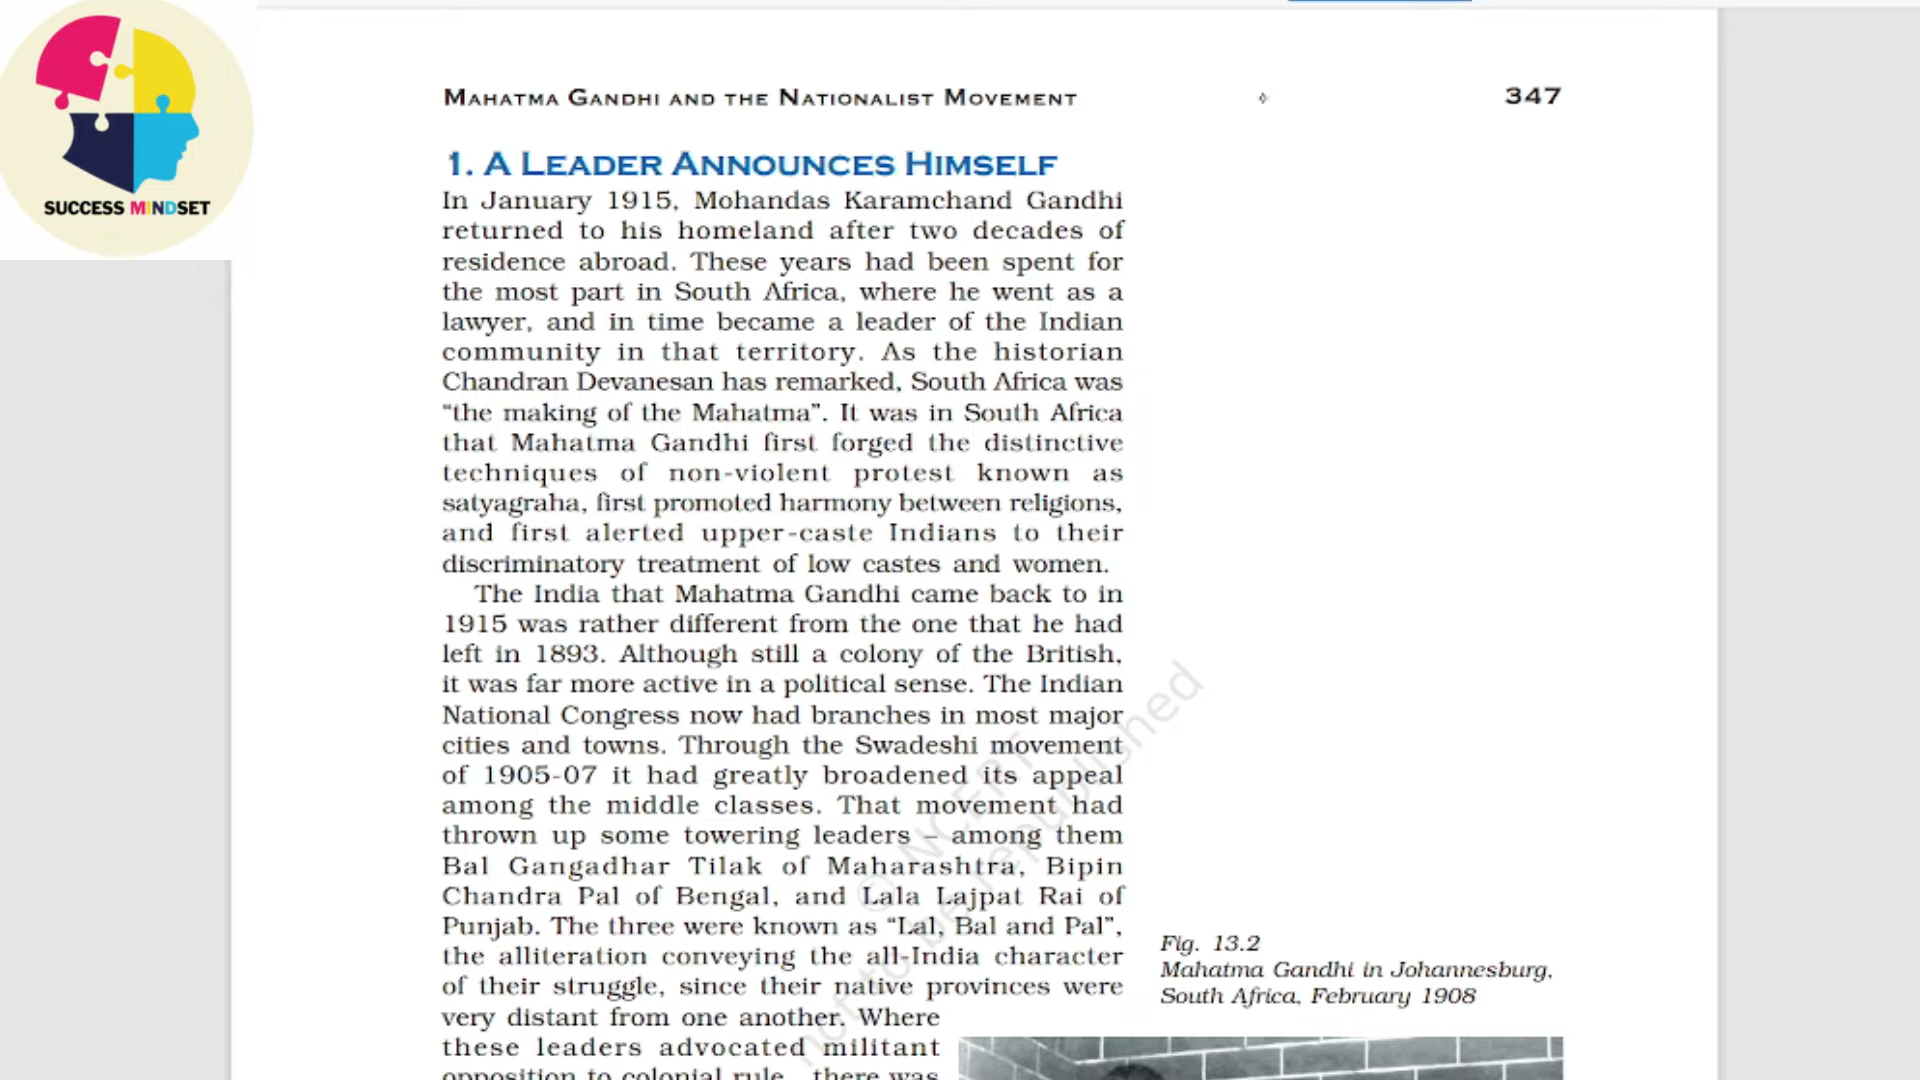 SUCCESS MINDSET
MAHATMA GANDHI AND THE NATIONALIST MOVEMENT
347
1. A LEADER ANNOUNCES HIMSELF
In January 1915, Mohandas Karamchand Gandhi
returned to his homeland after two decades of
residence abroad. These years had been spent for
the most part in South Africa, where he went as a
lawyer, and in time became a leader of the Indian
community in that territory. As the historian
Chandran Devanesan has remarked, South Africa was
“the making of the Mahatma”. It was in South Africa
that Mahatma Gandhi first forged the distinctive
techniques of non-violent protest known as
satyagraha, first promoted harmony between religions,
and first alerted upper-caste Indians to their
discriminatory treatment of low castes and women.
The India that Mahatma Gandhi came back to in
1915 was rather different from the one that he had
left in 1893. Although still a colony of the British,
it was far more active in a political sense. The Indian
National Congress now had branches in most major
cities and towns. Through the Swadeshi movement
of 1905-07 it had greatly broadened its appeal
among the middle classes. That movement had
thrown up some towering leaders – among them
Bal Gangadhar Tilak of Maharashtra, Bipin
Chandra Pal of Bengal, and Lala Lajpat Rai of
Punjab. The three were known as “Lal, Bal and Pal”,
the alliteration conveying the all-India character
of their struggle, since their native provinces were
very distant from one another. Where
these leaders advocated militant
opposition to colonial rule, there was
Fig. 13.2
Mahatma Gandhi in Johannesburg,
South Africa, February 1908
© NCERT
not to be republished